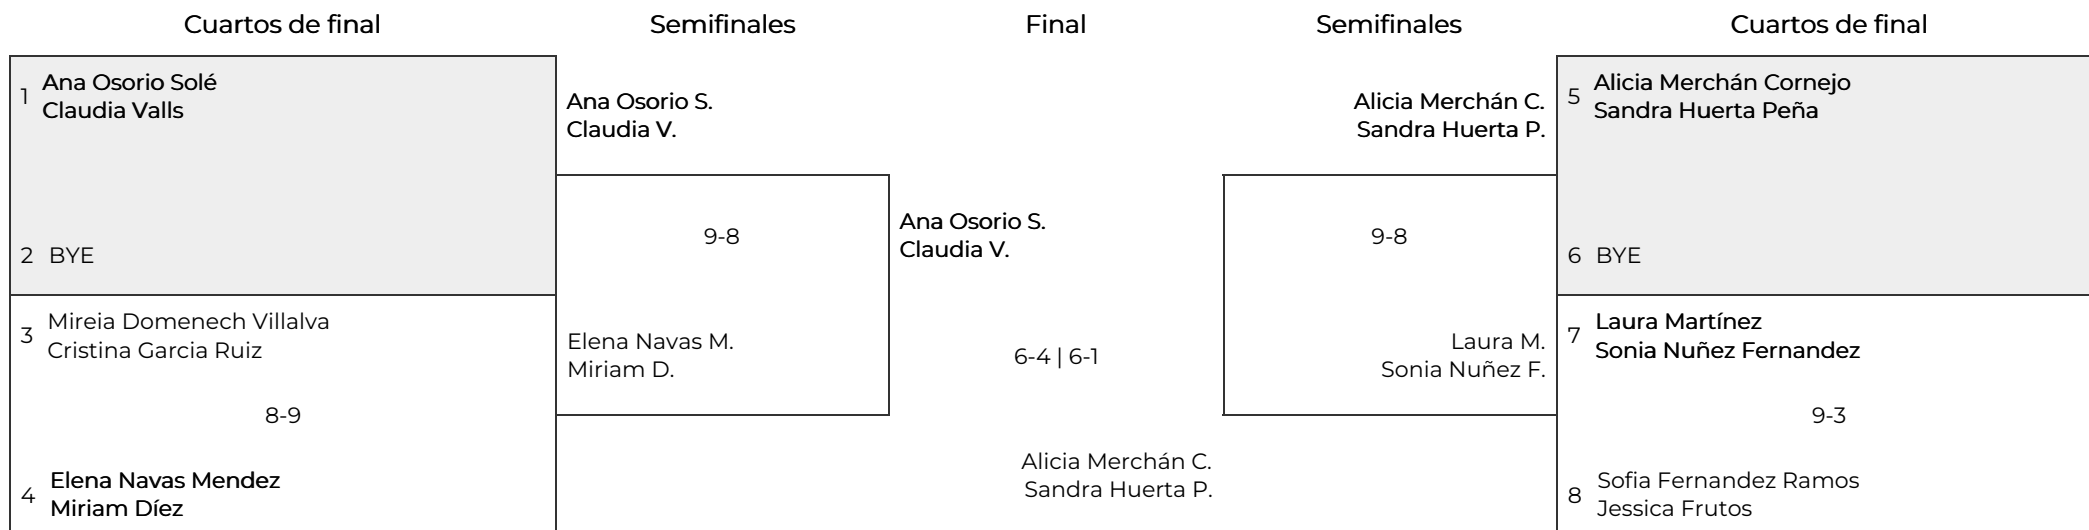 Cuartos de final
Semifinales
Final
Semifinales
Cuartos de final
1
Ana Osorio Solé
Claudia Valls
2 BYE
3
Mireia Domenech Villalva
Cristina Garcia Ruiz
8-9
4
Elena Navas Mendez
Miriam Díez
Ana Osorio S.
Claudia V.
9-8
Elena Navas M.
Miriam D.
Ana Osorio S.
Claudia V.
6-4 | 6-1
Alicia Merchán C.
Sandra Huerta P.
Alicia Merchán C.
Sandra Huerta P.
9-8
Laura M.
Sonia Nuñez F.
5
Alicia Merchán Cornejo
Sandra Huerta Peña
6 BYE
7
Laura Martínez
Sonia Nuñez Fernandez
9-3
8
Sofia Fernandez Ramos
Jessica Frutos